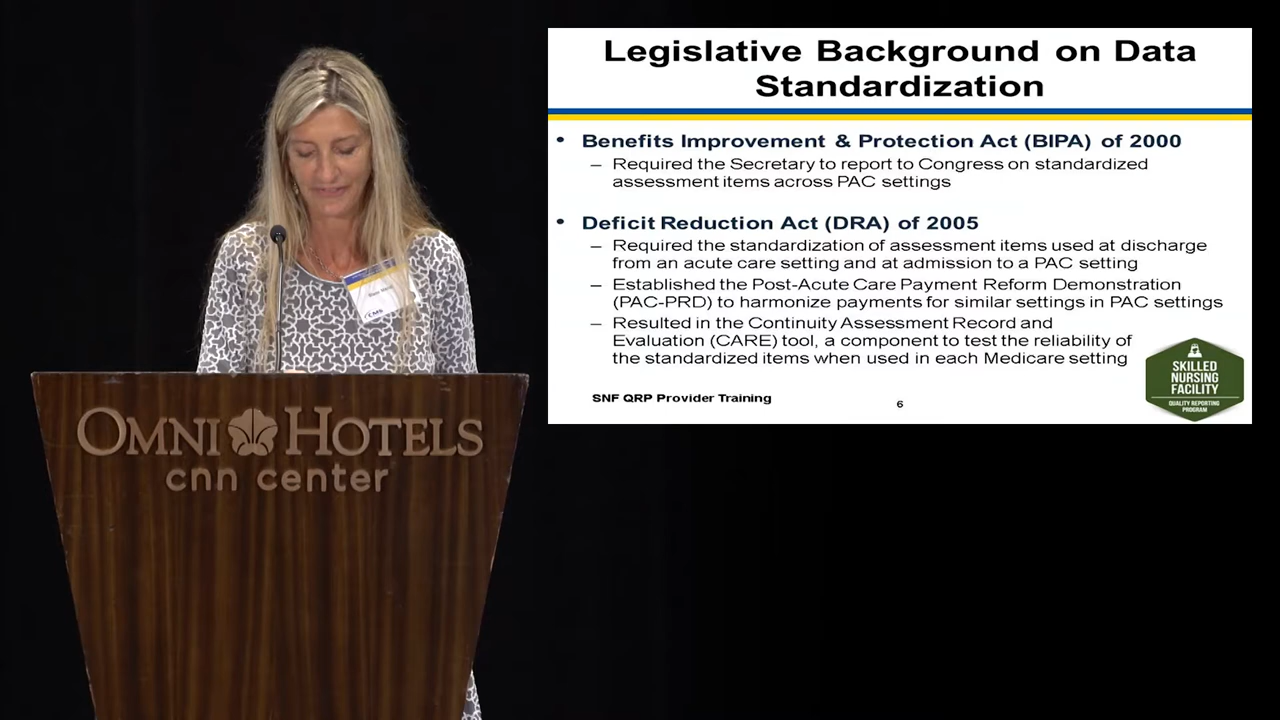 Legislative Background on Data
Standardization
• Benefits Improvement & Protection Act (BIPA) of 2000
– Required the Secretary to report to Congress on standardized
assessment items across PAC settings
• Deficit Reduction Act (DRA) of 2005
– Required the standardization of assessment items used at discharge
from an acute care setting and at admission to a PAC setting
– Established the Post-Acute Care Payment Reform Demonstration
(PAC-PRD) to harmonize payments for similar settings in PAC settings
– Resulted in the Continuity Assessment Record and
Evaluation (CARE) tool, a component to test the reliability of
the standardized items when used in each Medicare setting
SKILLED
NURSING
FACILITY
QUALITY REPORTING
PROGRAM
SNF QRP Provider Training
6
CMS
OMNI HOTELS
cnn center